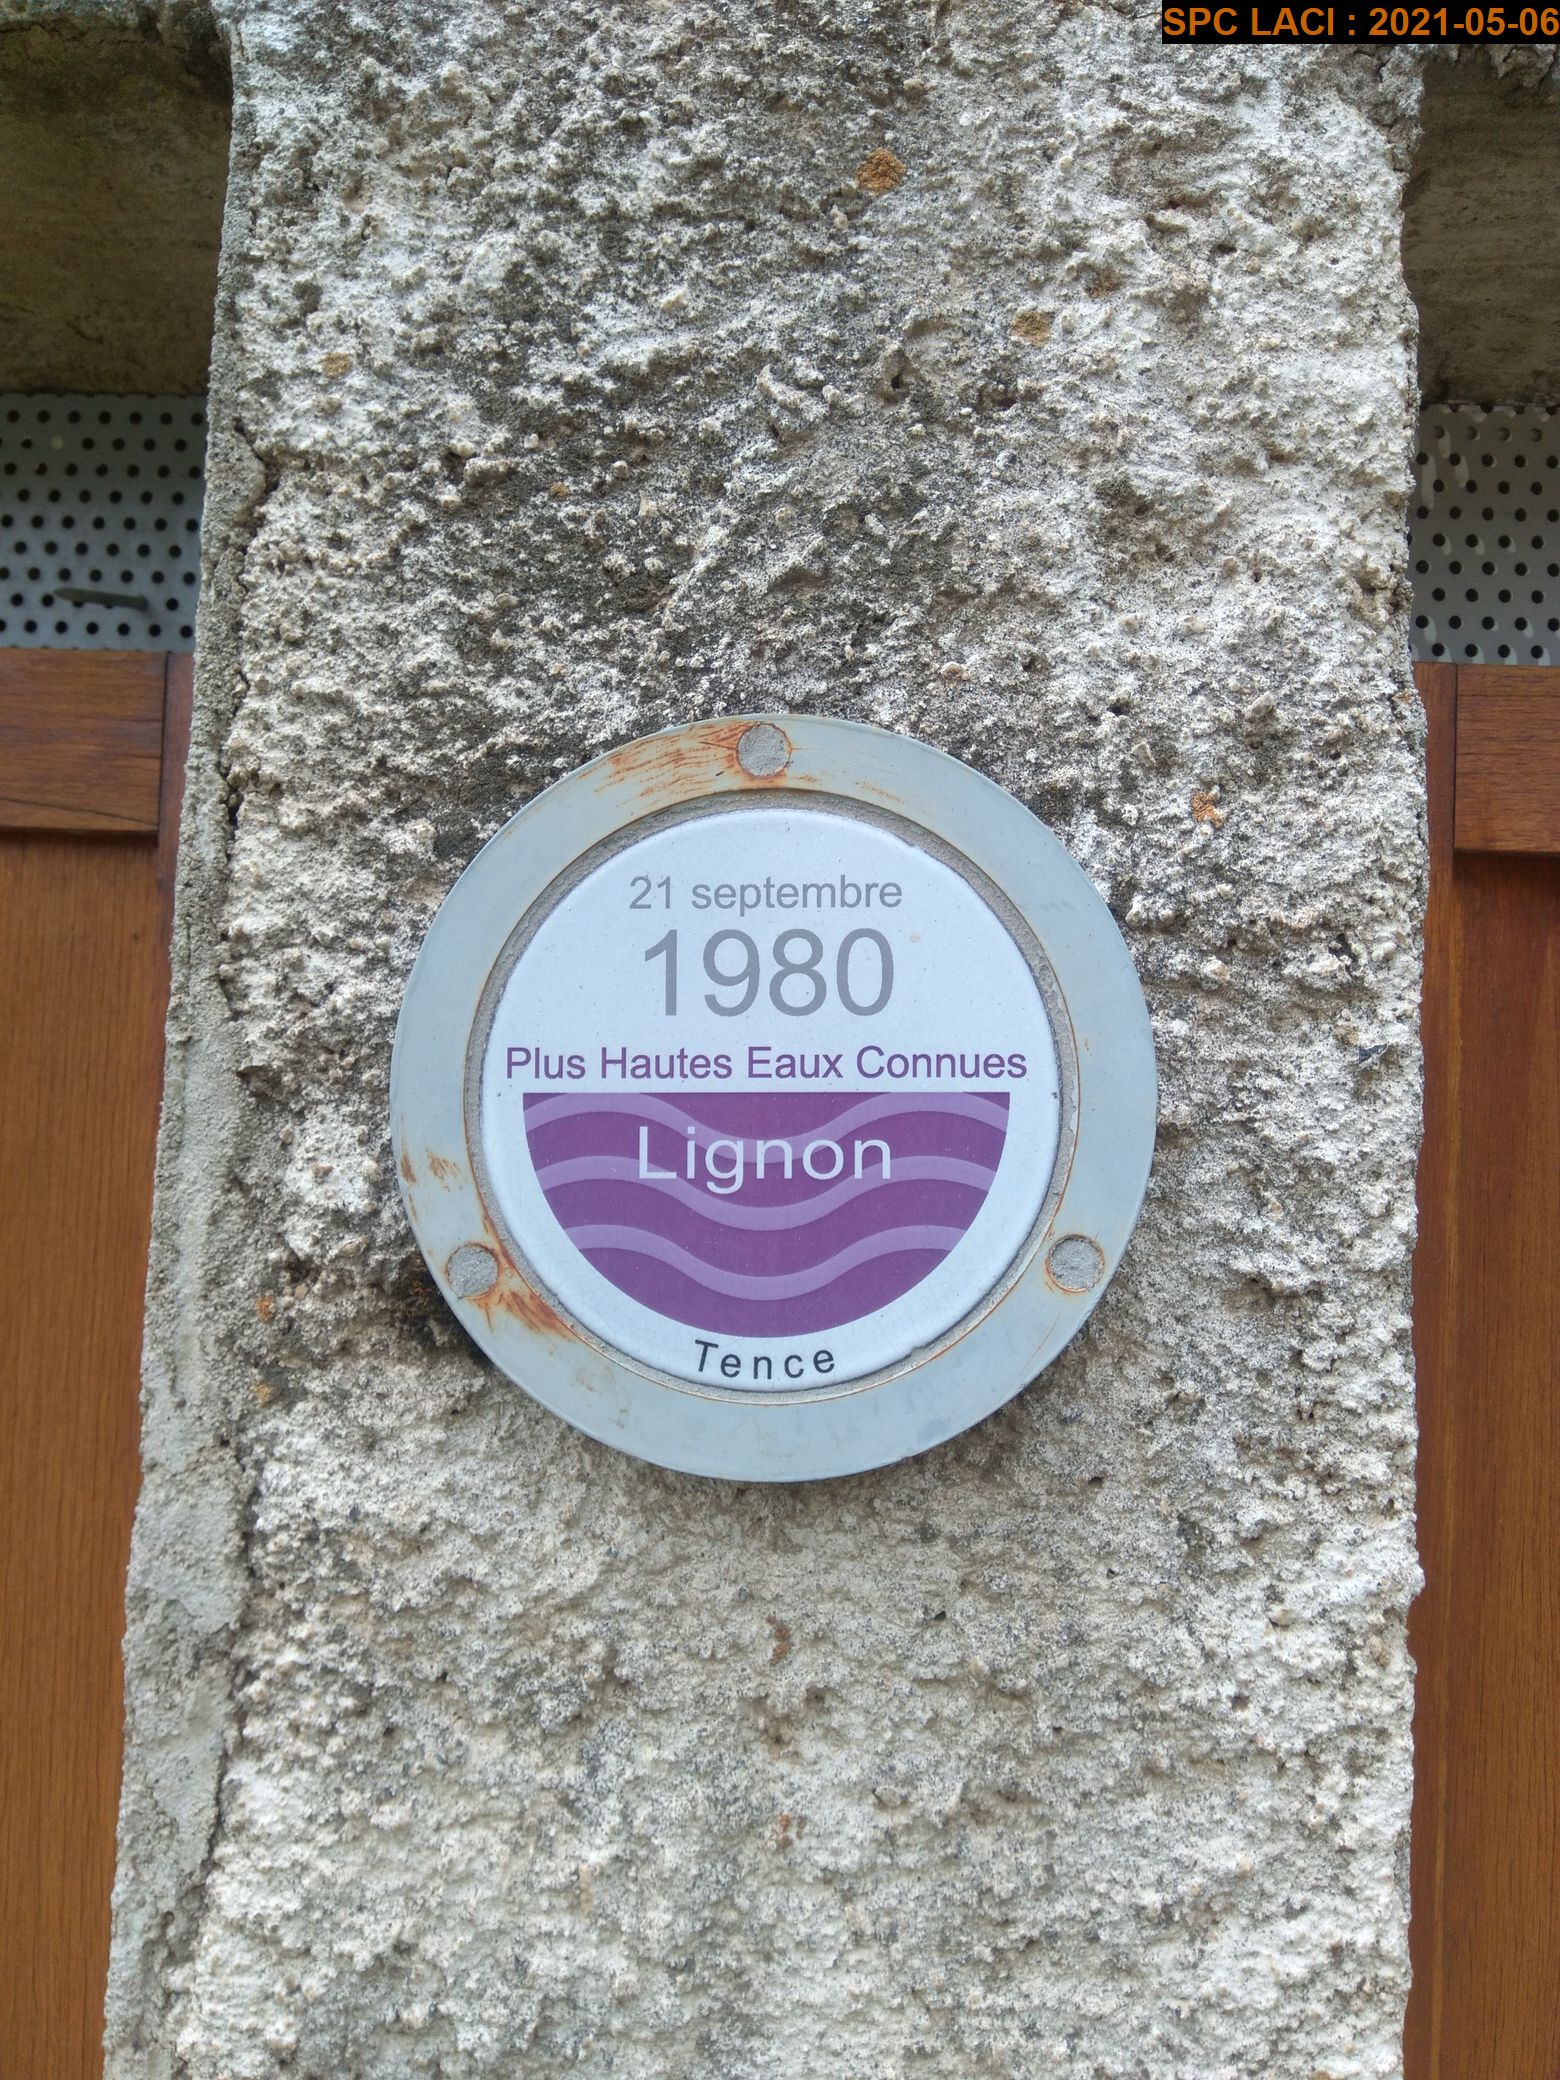 SPC LACI : 2021-05-06
21 septembre
1980
Plus Hautes Eaux Connues
Lignon
Tence